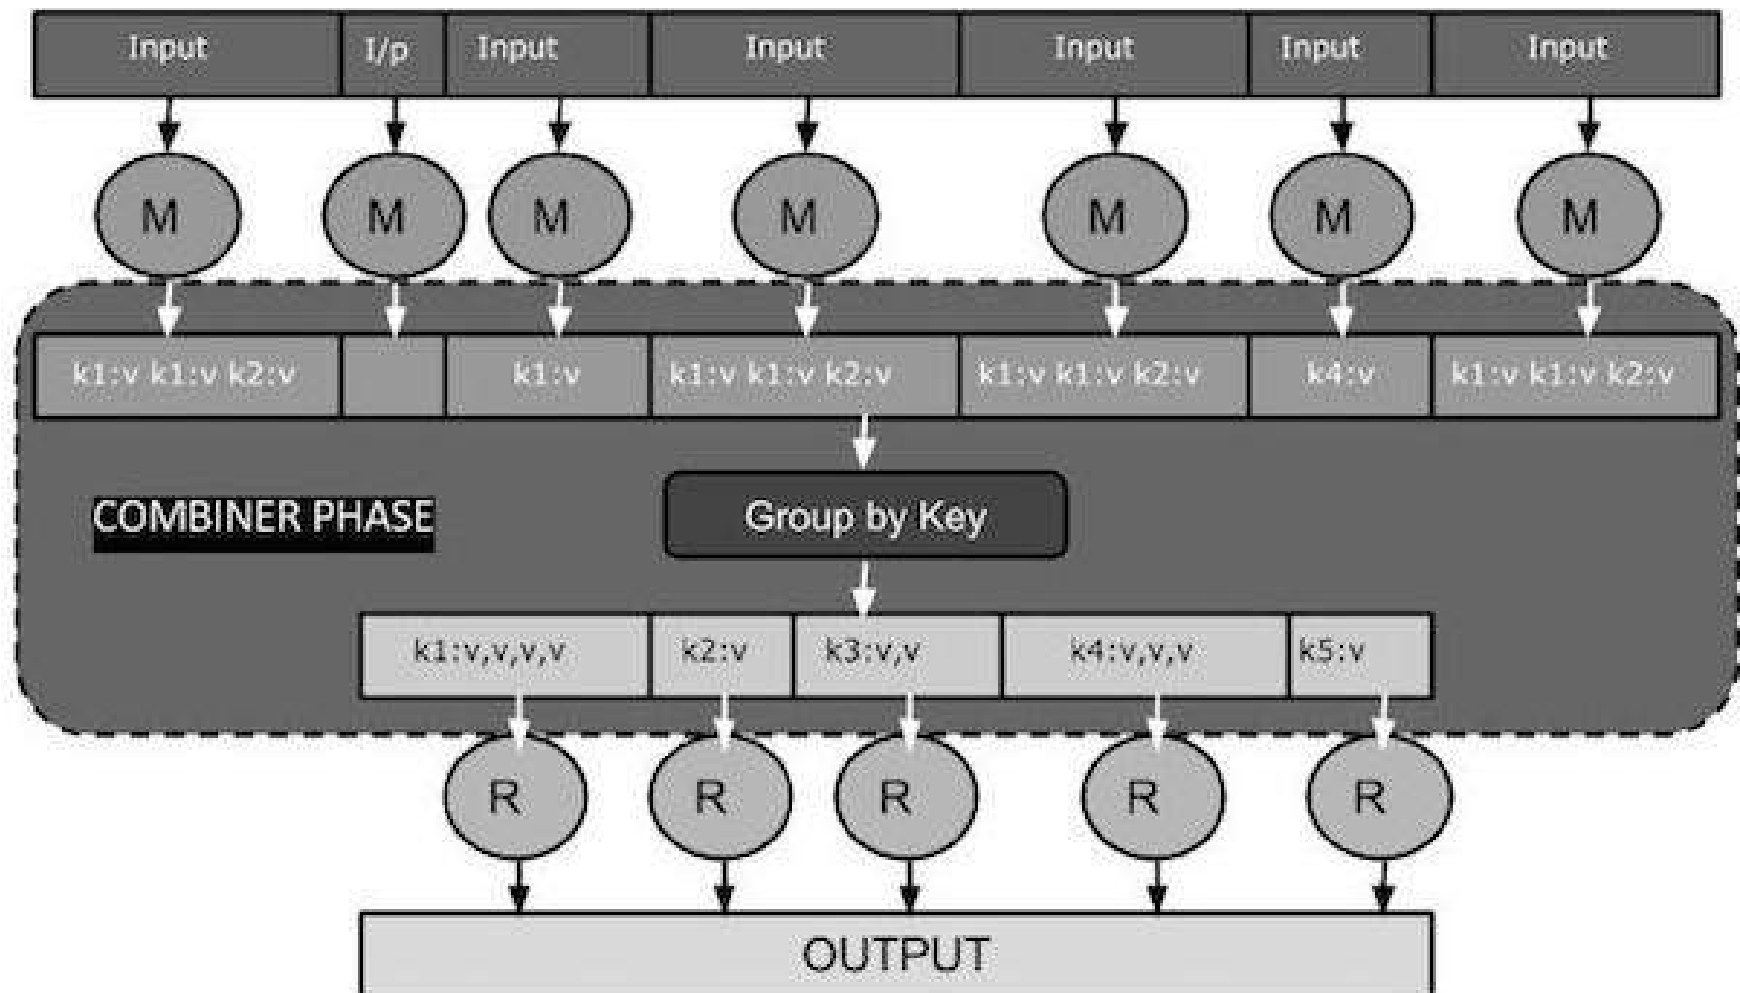 Input I/p Input Input Input Input Input
M M M M M M M
k1:v k1:v k2:v k1:v k1:v k1:v k2:v k1:v k1:v k2:v k4:v k1:v k1:v k2:v
COMBINER PHASE Group by Key
k1:v,v,v,v k2:v k3:v,v k4:v,v,v k5:v
R R R R R
OUTPUT